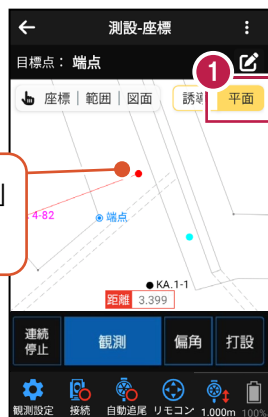 測設-座標
目標点： 端点
1
座標 | 範囲 | 図面
誘導
平面
」
4-82
端点
KA.1-1
距離 3.399
連続
停止
観測
偏角
打設
観測設定
接続
自動追尾
リモコン
1.000m
100%